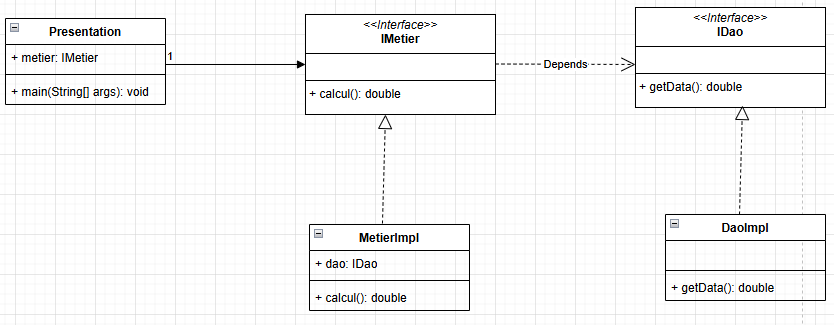 Presentation
+ metier: IMetier
+ main(String[] args): void
1
<<Interface>>
IMetier
+ calcul(): double
Depends
<<Interface>>
IDao
+ getData(): double
MetierImpl
+ dao: IDao
+ calcul(): double
DaoImpl
+ getData(): double